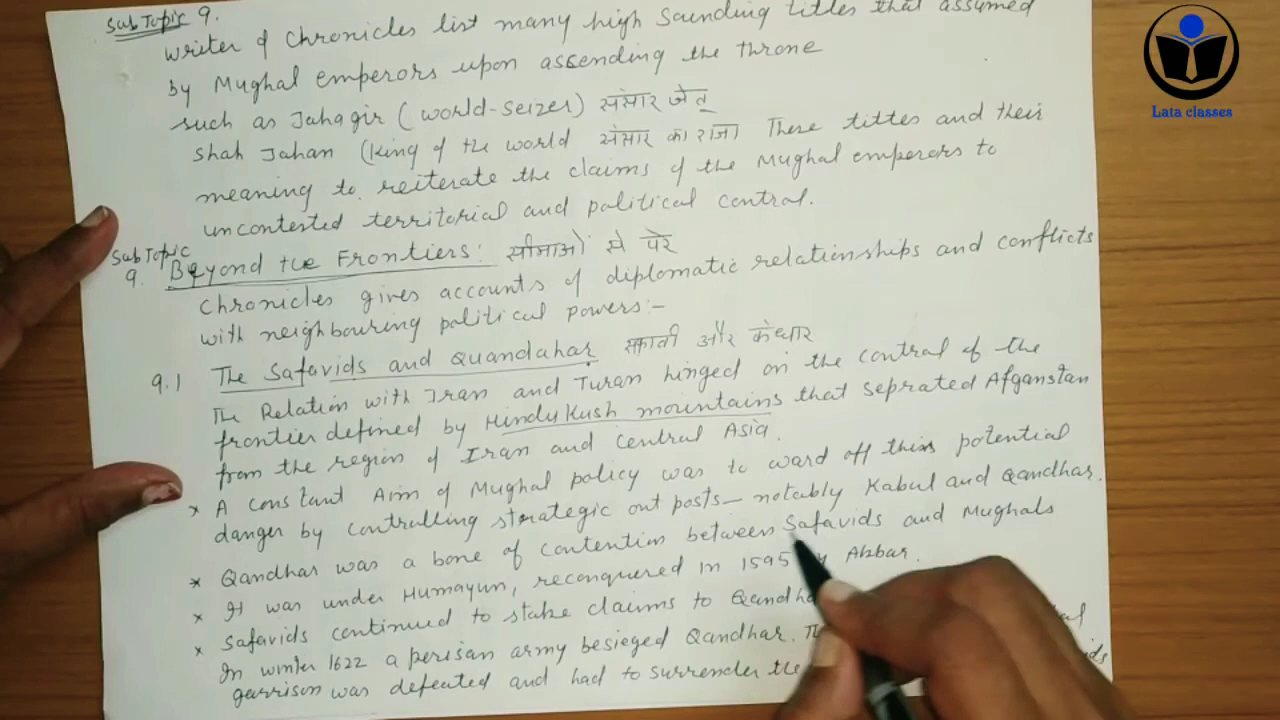 Sub Topic 9.
writer of chronicles list many high sounding titles that assumed
by Mughal emperors upon ascending the throne
such as Jahagir (world-seizer) संसार जेतू
Shah Jahan (King of the world संसार का राजा These tittes and their
meaning to reiterate the claims of the Mughal emperors to
uncontested territorial and political control.
Sub Topic
9. Beyond the Frontiers: सीमाओं से परे
Chronicles gives accounts of diplomatic relationships and conflicts
with neighbouring political powers:-
9.1 The Safavids and Quandahar सफ़ावी और कंधार
The Relation with Iran and Turan hinged on the control of the
frontier defined by HinduKush mountains that seprated Afganstan
from the region of Iran and Central Asia.
* A constant Aim of Mughal policy was to ward off this potential
danger by controlling strategic out posts- notably Kabul and Qandhar.
* Qandhar was a bone of contention between Safavids and Mughals
* It was under Humayun, reconquered in 1595 Akbar.
* Safavids continued to stake claims to
In winter 1622 a perisan army besieged Qandhar.
garrison was defeated and had to surrender the
Lata classes